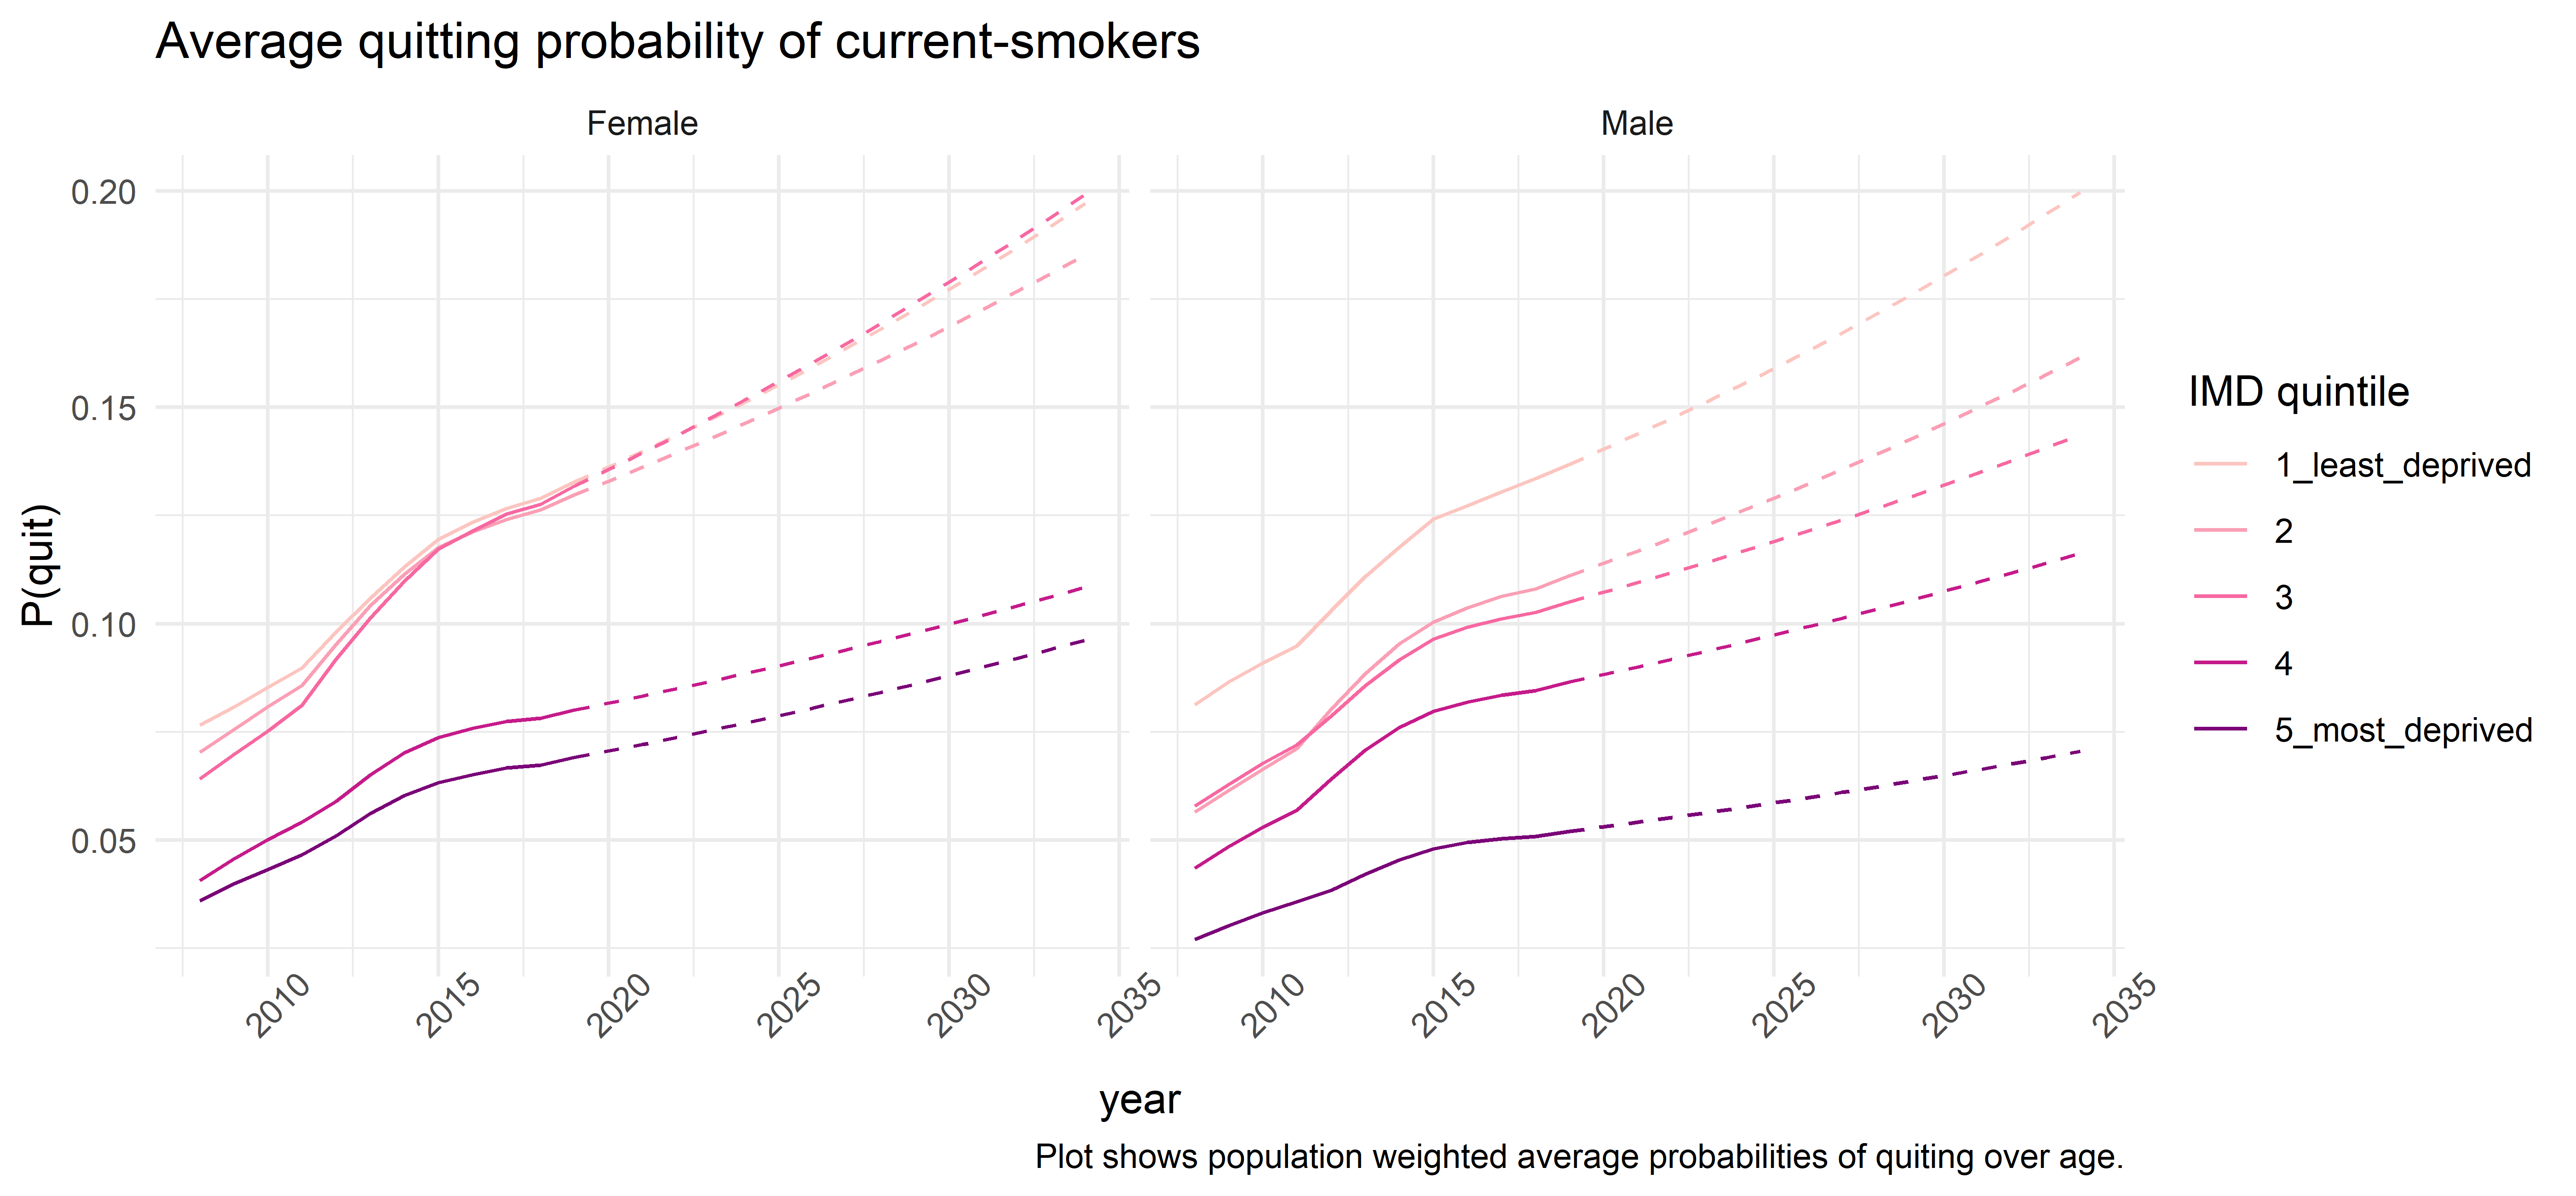 Average quitting probability of current-smokers
Female
Male
0.20
0.15
0.10
0.05
P(quit)
2010
2015
2020
2025
2030
2035
2010
2015
2020
2025
2030
2035
year
IMD quintile
1_least_deprived
2
3
4
5_most_deprived
Plot shows population weighted average probabilities of quiting over age.